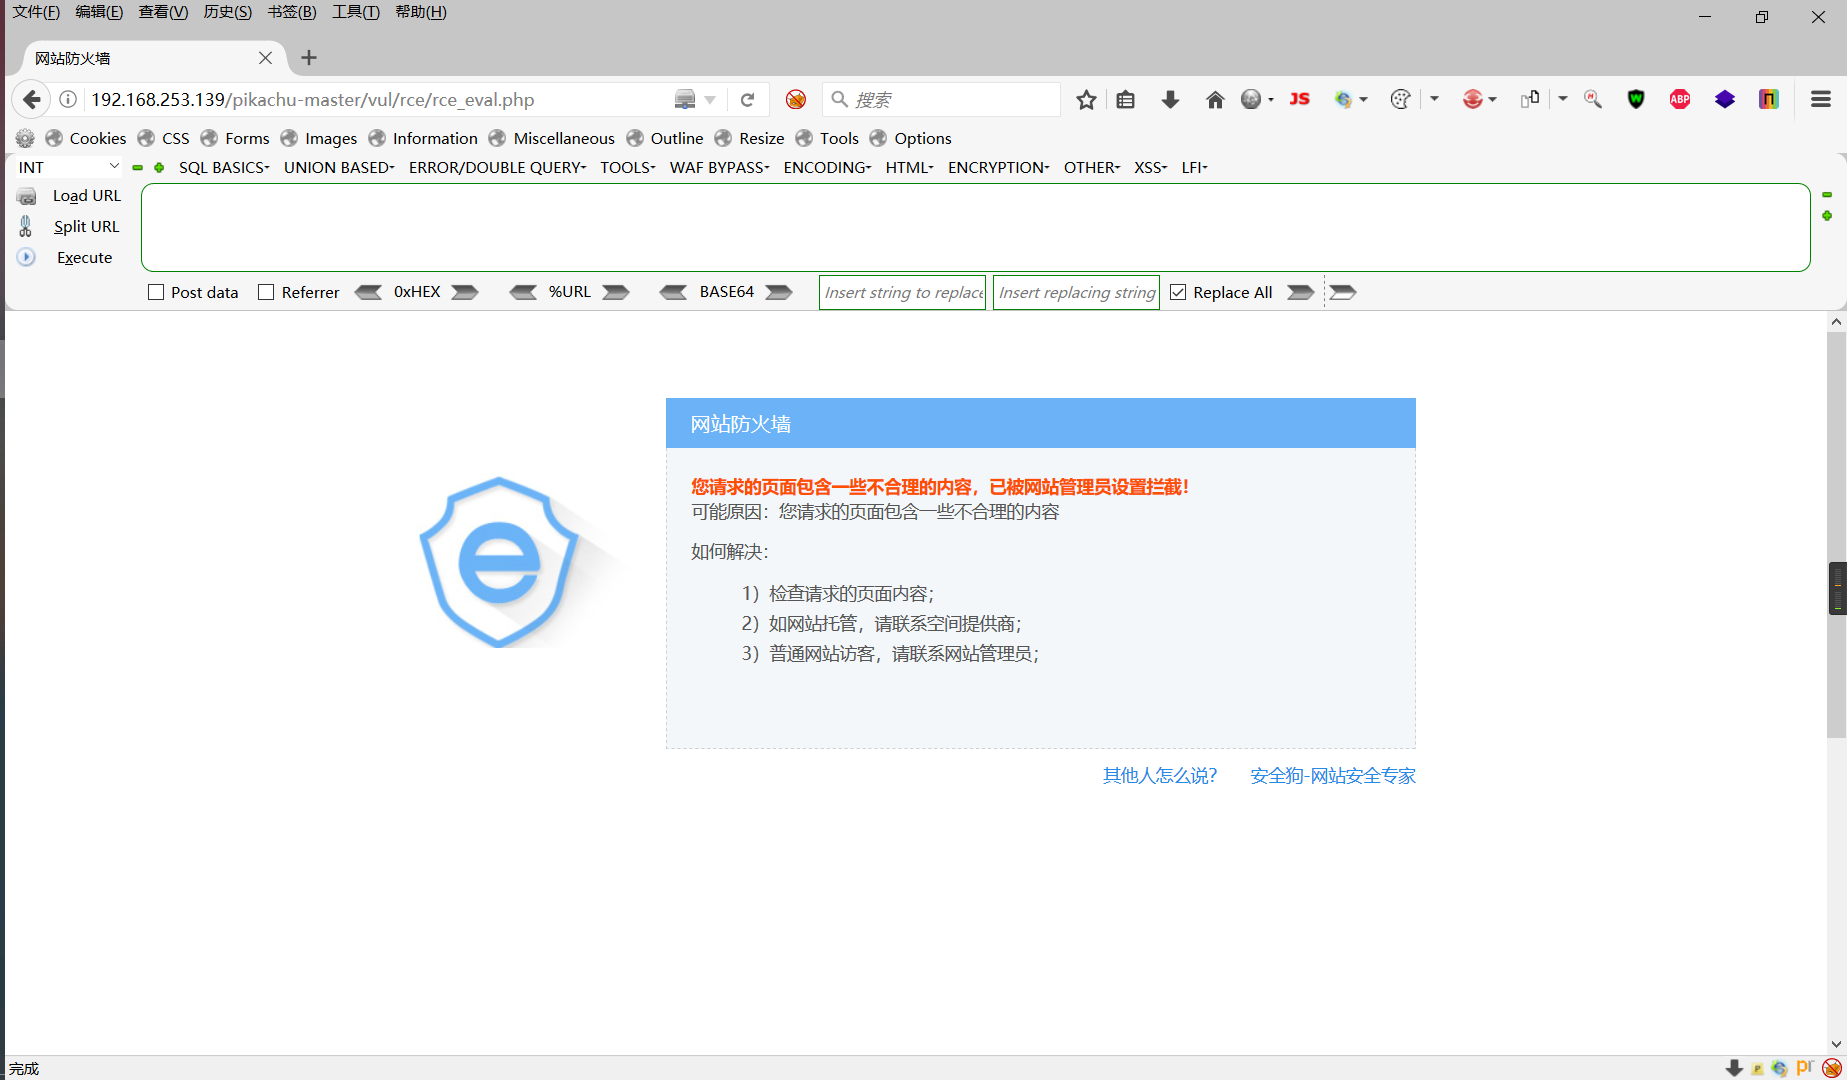 文件(F) 编辑(E) 查看(V) 历史(S) 书签(B) 工具(T) 帮助(H)
网站防火墙
192.168.253.139/pikachu-master/vul/rce/rce_eval.php 搜索 JS ABP
Cookies CSS Forms Images Information Miscellaneous Outline Resize Tools Options
INT SQL BASICS UNION BASED ERROR/DOUBLE QUERY TOOLS WAF BYPASS ENCODING HTML ENCRYPTION OTHER XSS LFI
Load URL
Split URL
Execute
Post data Referrer 0xHEX %URL BASE64 Insert string to replace Insert replacing string Replace All
网站防火墙
您请求的页面包含一些不合理的内容，已被网站管理员设置拦截！
可能原因：您请求的页面包含一些不合理的内容
如何解决：
1）检查请求的页面内容；
2）如网站托管，请联系空间提供商；
3）普通网站访客，请联系网站管理员；
其他人怎么说？ 安全狗-网站安全专家
完成 pr